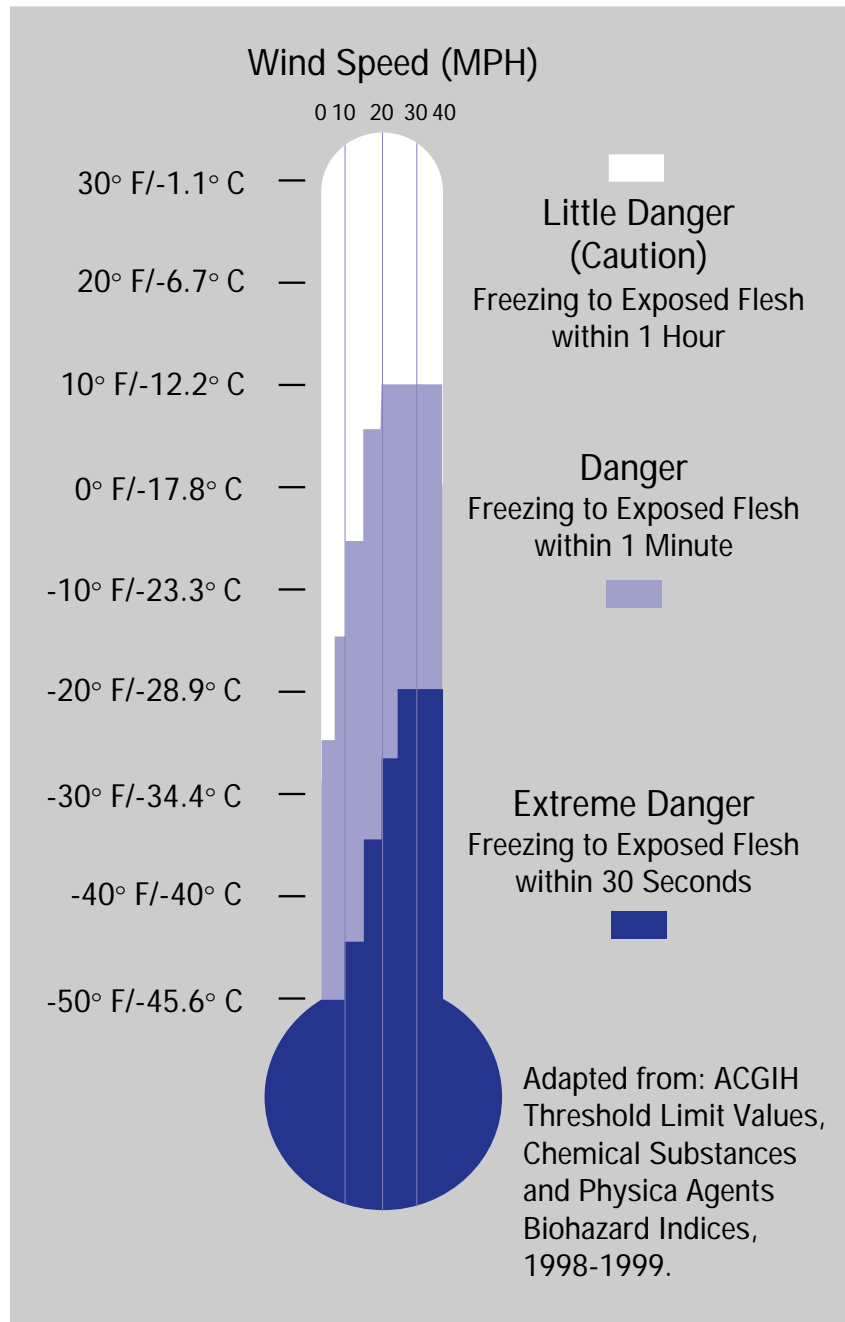 Wind Speed (MPH)
0 10 20 30 40
30° F/-1.1° C
20° F/-6.7° C
10° F/-12.2° C
0° F/-17.8° C
-10° F/-23.3° C
-20° F/-28.9° C
-30° F/-34.4° C
-40° F/-40° C
-50° F/-45.6° C
Little Danger
(Caution)
Freezing to Exposed Flesh
within 1 Hour
Danger
Freezing to Exposed Flesh
within 1 Minute
Extreme Danger
Freezing to Exposed Flesh
within 30 Seconds
Adapted from: ACGIH
Threshold Limit Values,
Chemical Substances
and Physica Agents
Biohazard Indices,
1998-1999.